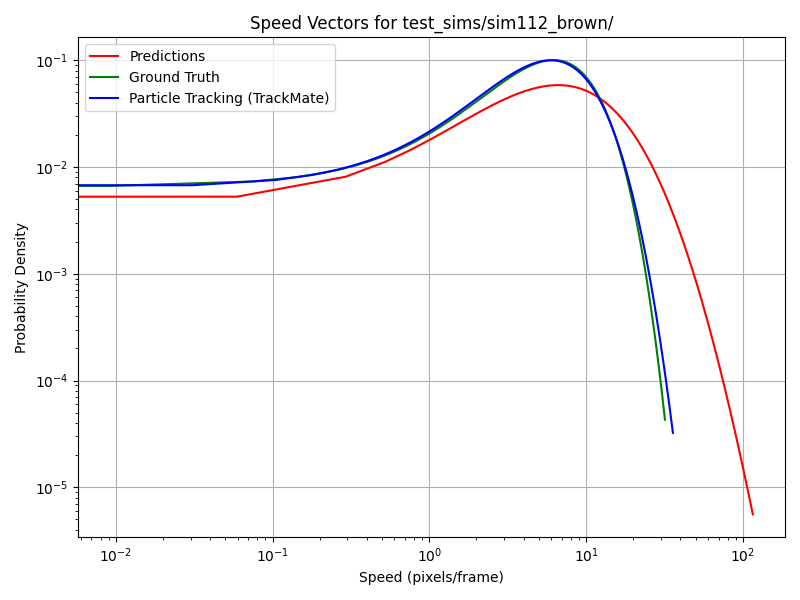 Speed Vectors for test_sims/sim112_brown/
Predictions
Ground Truth
Particle Tracking (TrackMate)
Probability Density
10⁻¹
10⁻²
10⁻³
10⁻⁴
10⁻⁵
10⁻² 10⁻¹ 10⁰ 10¹ 10²
Speed (pixels/frame)